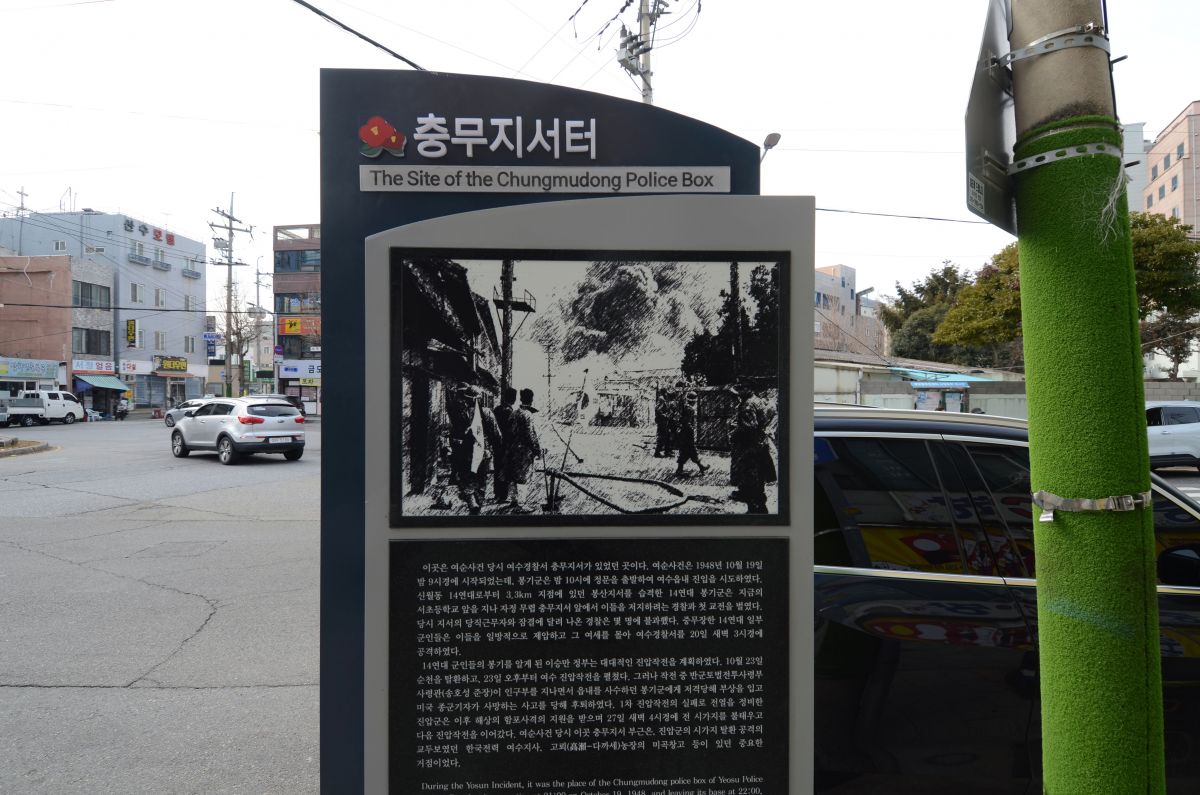 충무지서터
The Site of the Chungmudong Police Box
이곳은 여순사건 당시 여수경찰서 충무지서가 있었던 곳이다. 여순사건은 1948년 10월 19일
밤 9시경에 시작되었는데, 봉기군은 밤 10시에 정문을 출발하여 여수읍내 진입을 시도하였다.
신월동 14연대로부터 3.3km 지점에 있던 봉산지서를 습격한 14연대 봉기군은 지금의
서초등학교 앞을 지나 자정 무렵 충무지서 앞에서 이들을 저지하려는 경찰과 첫 교전을 벌였다.
당시 지서의 당직근무자와 잠결에 달려 나온 경찰은 몇 명에 불과했다. 중무장한 14연대 일부
군인들은 이들을 일방적으로 제압하고 그 여세를 몰아 여수경찰서를 20일 새벽 3시경에
공격하였다.
14연대 군인들의 봉기를 알게 된 이승만 정부는 대대적인 진압작전을 계획하였다. 10월 23일
순천을 탈환하고, 23일 오후부터 여수 진압작전을 펼쳤다. 그러나 작전 중 반군토벌전투사령부
사령관(송호성 준장)이 인구부를 지나면서 읍내를 사수하던 봉기군에게 저격당해 부상을 입고
미국 종군기자가 사망하는 사고를 당해 후퇴하였다. 1차 진압작전의 실패로 전열을 정비한
진압군은 이후 해상의 함포사격의 지원을 받으며 27일 새벽 4시경에 전 시가지를 불태우고
다음 진압작전을 이어갔다. 여순사건 당시 이곳 충무지서 부근은, 진압군의 시가지 탈환 공격의
교두보였던 한국전력 여수지사, 고뢰(高瀬-다까세)농장의 미곡창고 등이 있던 중요한
거점이었다.
During the Yosun Incident, it was the place of the Chungmudong police box of Yeosu Police
on October 19, 1948, and leaving its base at 22:00,
모텔
서정얼음
금도